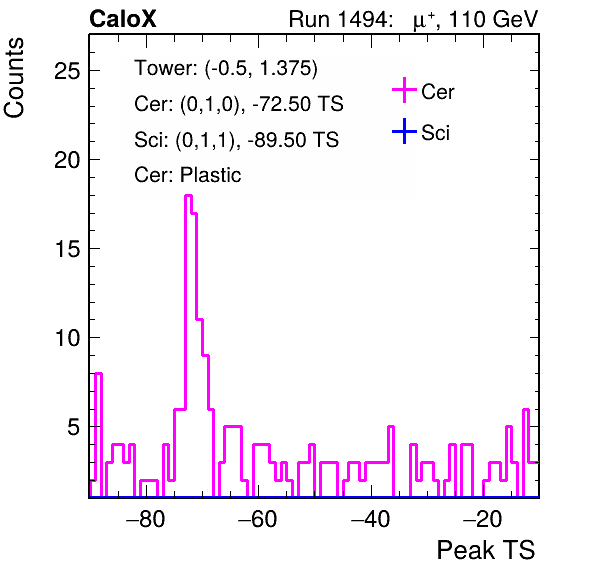 CaloX Run 1494: μ⁺, 110 GeV
Counts
Tower: (-0.5, 1.375)
Cer: (0,1,0), -72.50 TS
Sci: (0,1,1), -89.50 TS
Cer: Plastic
Cer
Sci
25
20
15
10
5
−80 −60 −40 −20
Peak TS